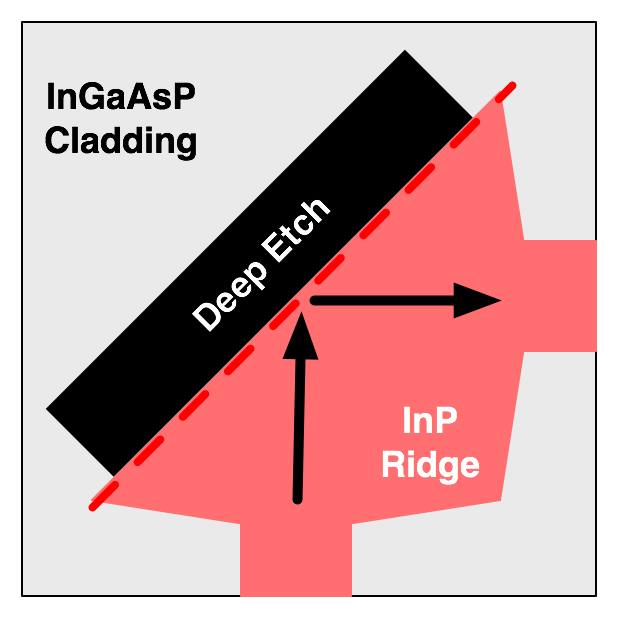 InGaAsP
Cladding
Deep Etch
InP
Ridge